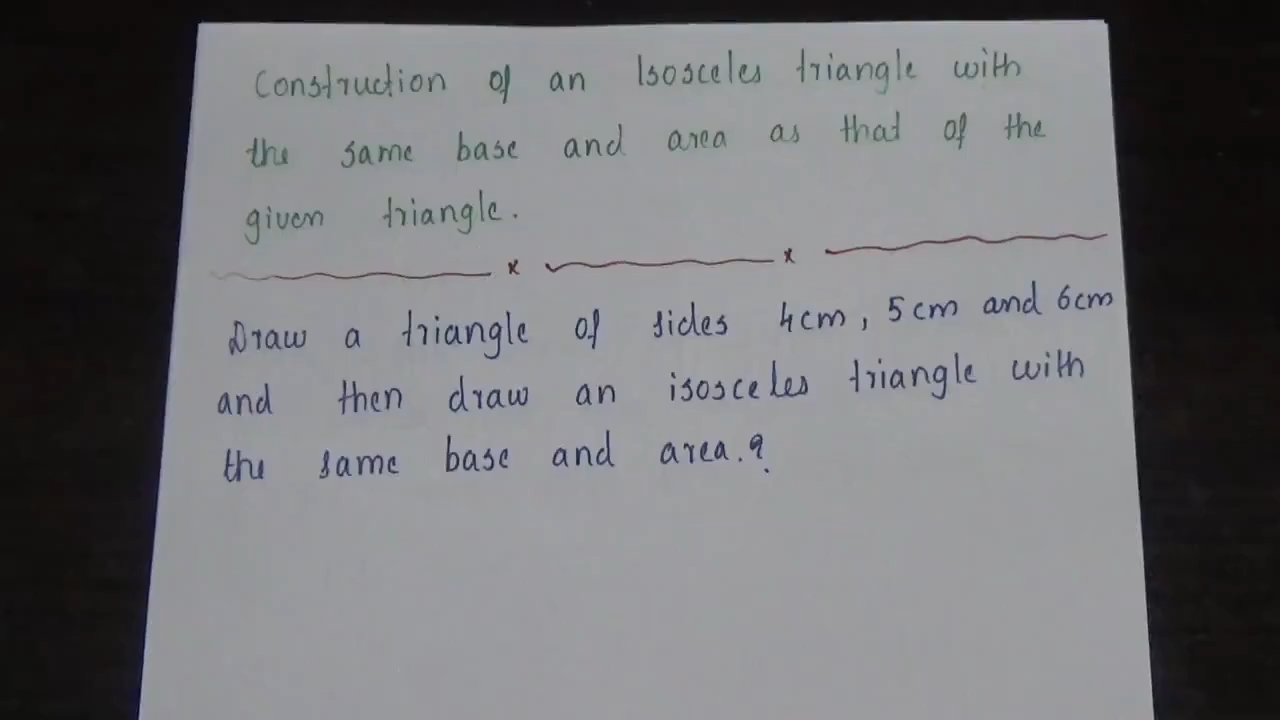 Construction of an Isosceles triangle with
the same base and area as that of the
given triangle.
x x
Draw a triangle of sides 4cm, 5cm and 6cm
and then draw an isosceles triangle with
the same base and area.?